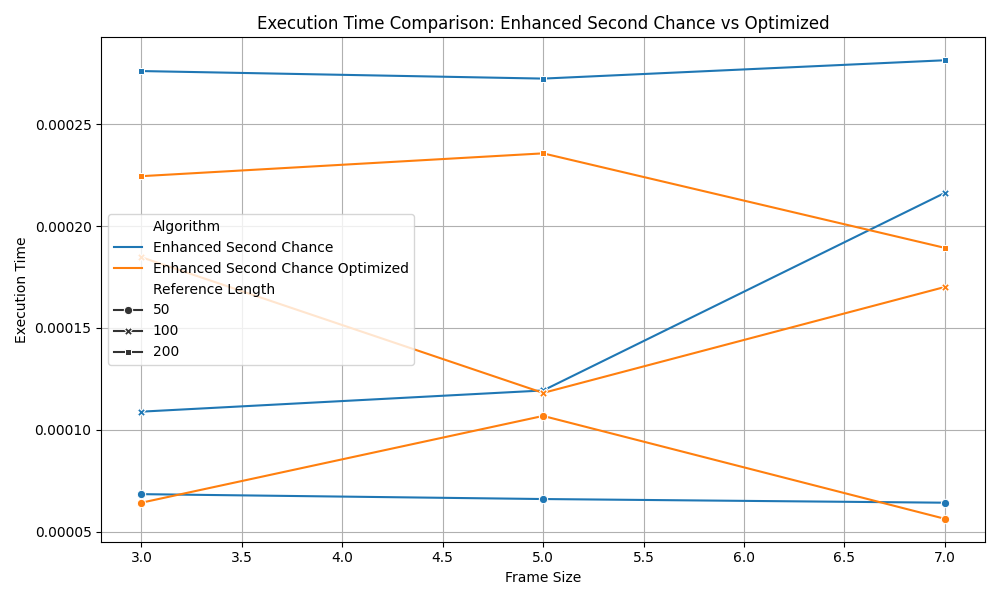 Execution Time Comparison: Enhanced Second Chance vs Optimized
Execution Time
0.00025
0.00020
0.00015
0.00010
0.00005
Algorithm
Enhanced Second Chance
Enhanced Second Chance Optimized
Reference Length
50
100
200
3.0 3.5 4.0 4.5 5.0 5.5 6.0 6.5 7.0
Frame Size